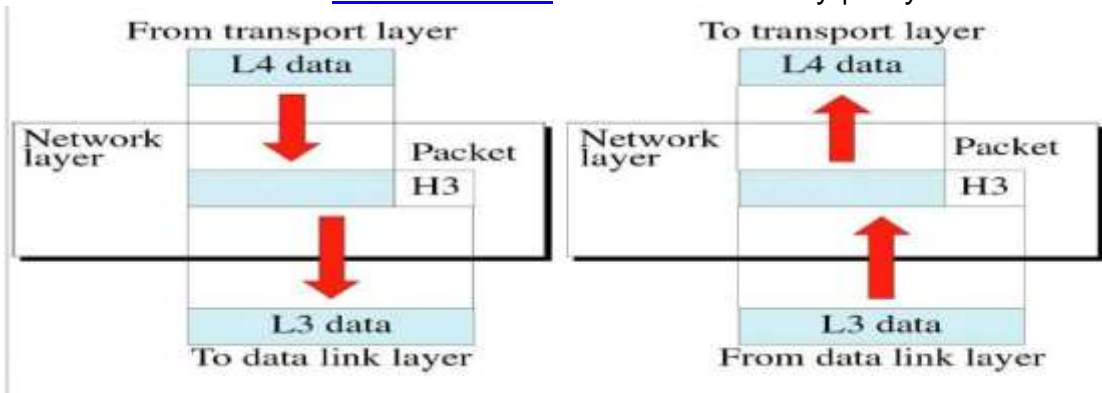 From transport layer
L4 data
Network
layer
Packet
H3
L3 data
To data link layer
To transport layer
L4 data
Network
layer
Packet
H3
L3 data
From data link layer